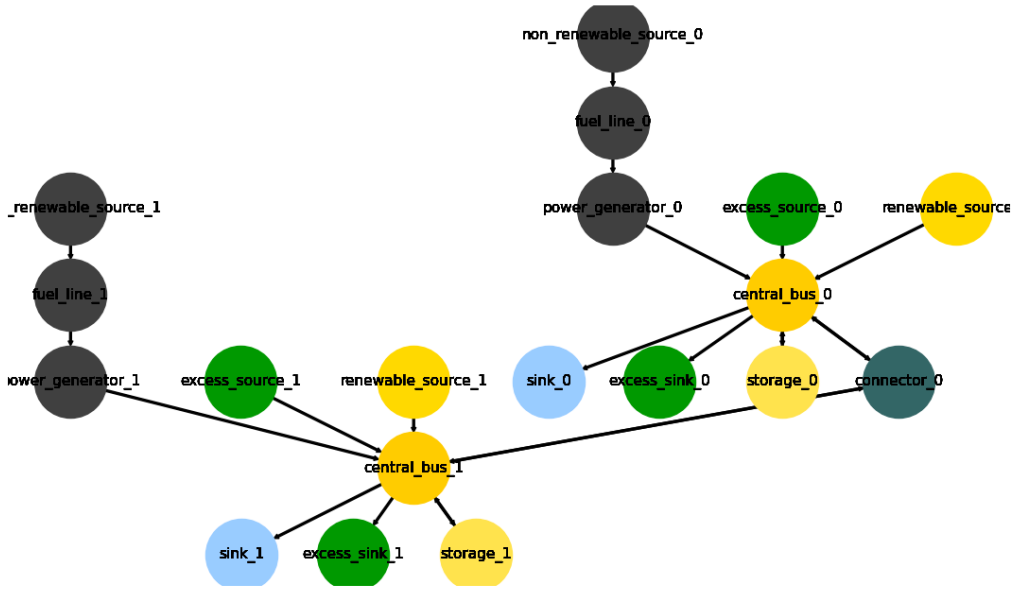 non_renewable_source_0
fuel_line_0
_renewable_source_1
power_generator_0
excess_source_0
renewable_source
fuel_line_1
central_bus_0
ower_generator_1
excess_source_1
renewable_source_1
sink_0
excess_sink_0
storage_0
connector_0
central_bus_1
sink_1
excess_sink_1
storage_1